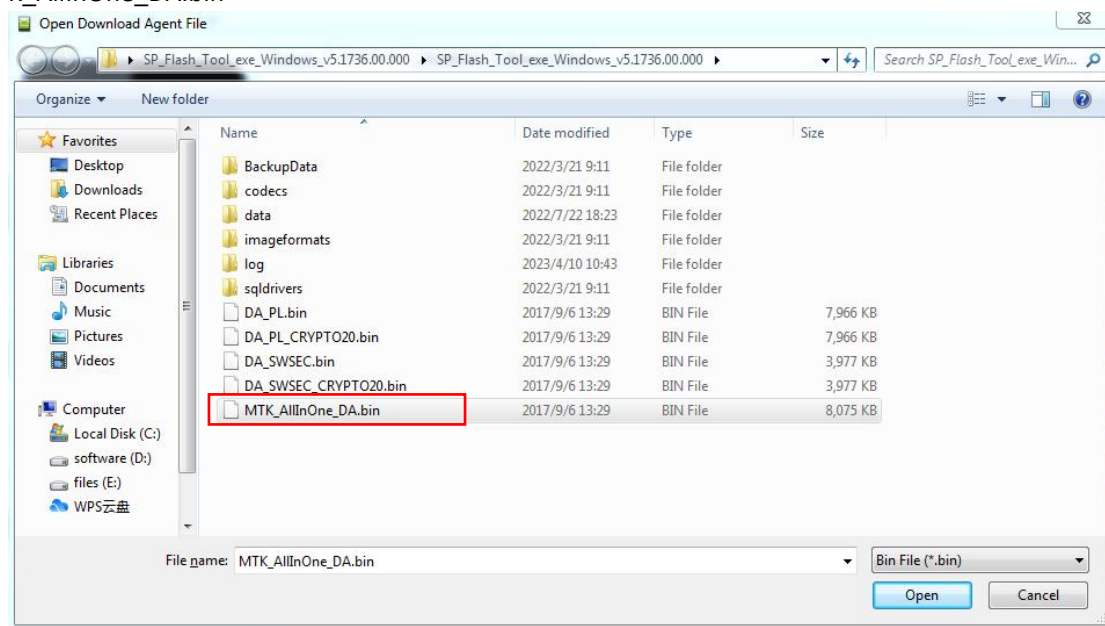 Open Download Agent File
SP_Flash_Tool_exe_Windows_v5.1736.00.000 ▸ SP_Flash_Tool_exe_Windows_v5.1736.00.000 ▸ Search SP_Flash_Tool_exe_Win...
Organize New folder
Favorites
Desktop
Downloads
Recent Places
Libraries
Documents
Music
Pictures
Videos
Computer
Local Disk (C:)
software (D:)
files (E:)
WPS云盘
Name Date modified Type Size
BackupData 2022/3/21 9:11 File folder
codecs 2022/3/21 9:11 File folder
data 2022/7/22 18:23 File folder
imageformats 2022/3/21 9:11 File folder
log 2023/4/10 10:43 File folder
sqldrivers 2022/3/21 9:11 File folder
DA_PL.bin 2017/9/6 13:29 BIN File 7,966 KB
DA_PL_CRYPTO20.bin 2017/9/6 13:29 BIN File 7,966 KB
DA_SWSEC.bin 2017/9/6 13:29 BIN File 3,977 KB
DA_SWSEC_CRYPTO20.bin 2017/9/6 13:29 BIN File 3,977 KB
MTK_AllInOne_DA.bin 2017/9/6 13:29 BIN File 8,075 KB
File name: MTK_AllInOne_DA.bin Bin File (*.bin)
Open Cancel